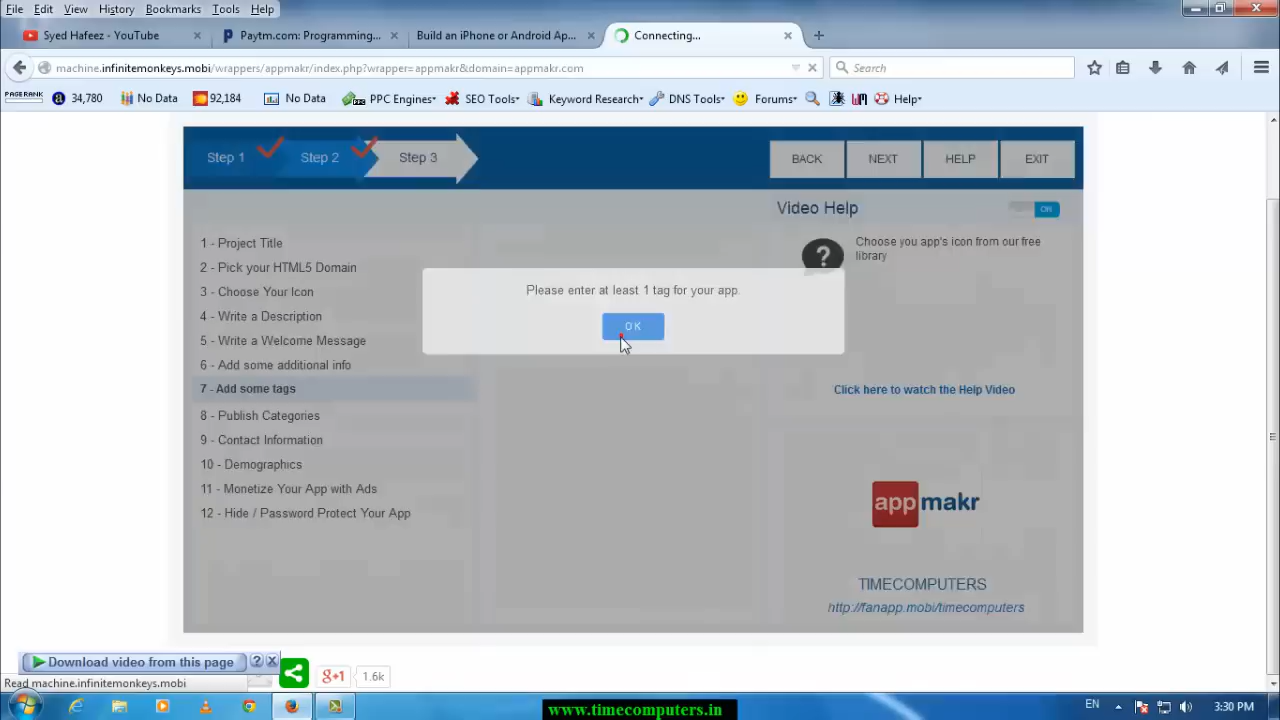 File Edit View History Bookmarks Tools Help
Syed Hafeez - YouTube
Paytm.com: Programming...
Build an iPhone or Android Ap...
Connecting...
machine.infinitemonkeys.mobi/wrappers/appmakr/index.php?wrapper=appmakr&domain=appmakr.com
Search
PAGERANK 34,780 No Data 92,184 No Data PPC Engines SEO Tools Keyword Research DNS Tools Forums Help
Step 1 Step 2 Step 3
BACK NEXT HELP EXIT
Video Help
ON
1 - Project Title
2 - Pick your HTML5 Domain
3 - Choose Your Icon
4 - Write a Description
5 - Write a Welcome Message
6 - Add some additional info
7 - Add some tags
8 - Publish Categories
9 - Contact Information
10 - Demographics
11 - Monetize Your App with Ads
12 - Hide / Password Protect Your App
Please enter at least 1 tag for your app.
OK
?
Choose you app's icon from our free
library
Click here to watch the Help Video
appmakr
TIMECOMPUTERS
http://fanapp.mobi/timecomputers
Download video from this page ?
g+1 1.6k
Read machine.infinitemonkeys.mobi
www.timecomputers.in
EN 3:30 PM